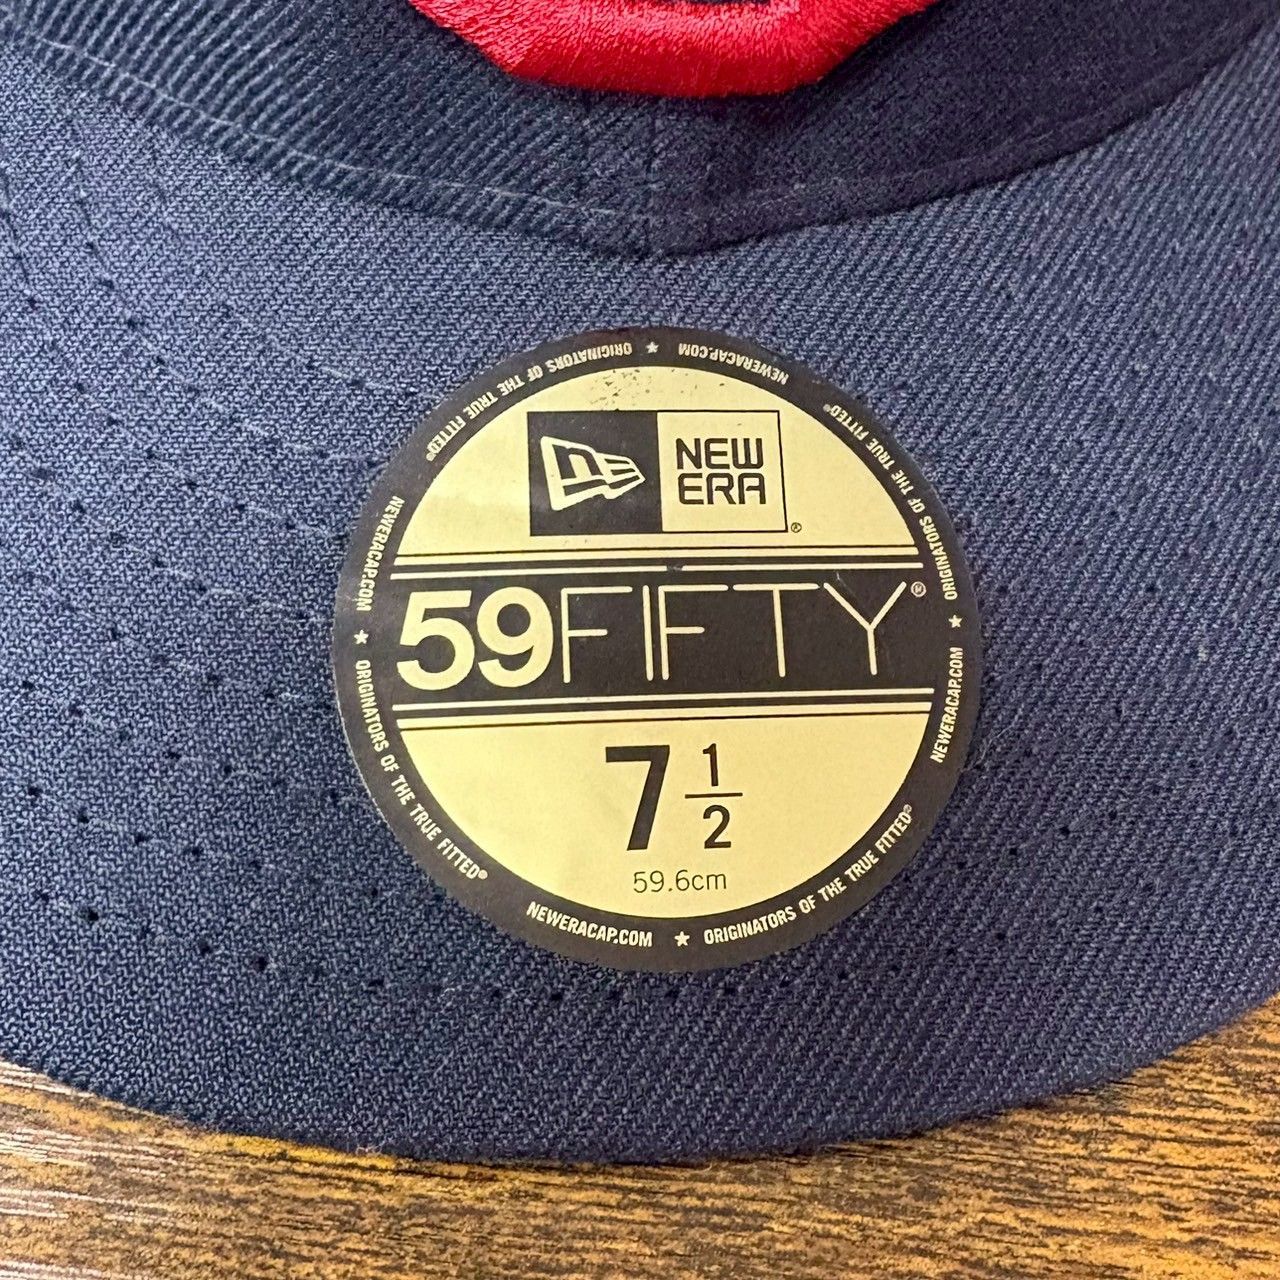 NEW
ERA®
59FIFTY®
7 1/2
59.6cm
ORIGINATORS OF THE TRUE FITTED®
★ NEWERACAP.COM
ORIGINATORS OF THE TRUE FITTED®
★ NEWERACAP.COM
ORIGINATORS OF THE TRUE FITTED®
★ NEWERACAP.COM
ORIGINATORS OF THE TRUE FITTED®
★ NEWERACAP.COM